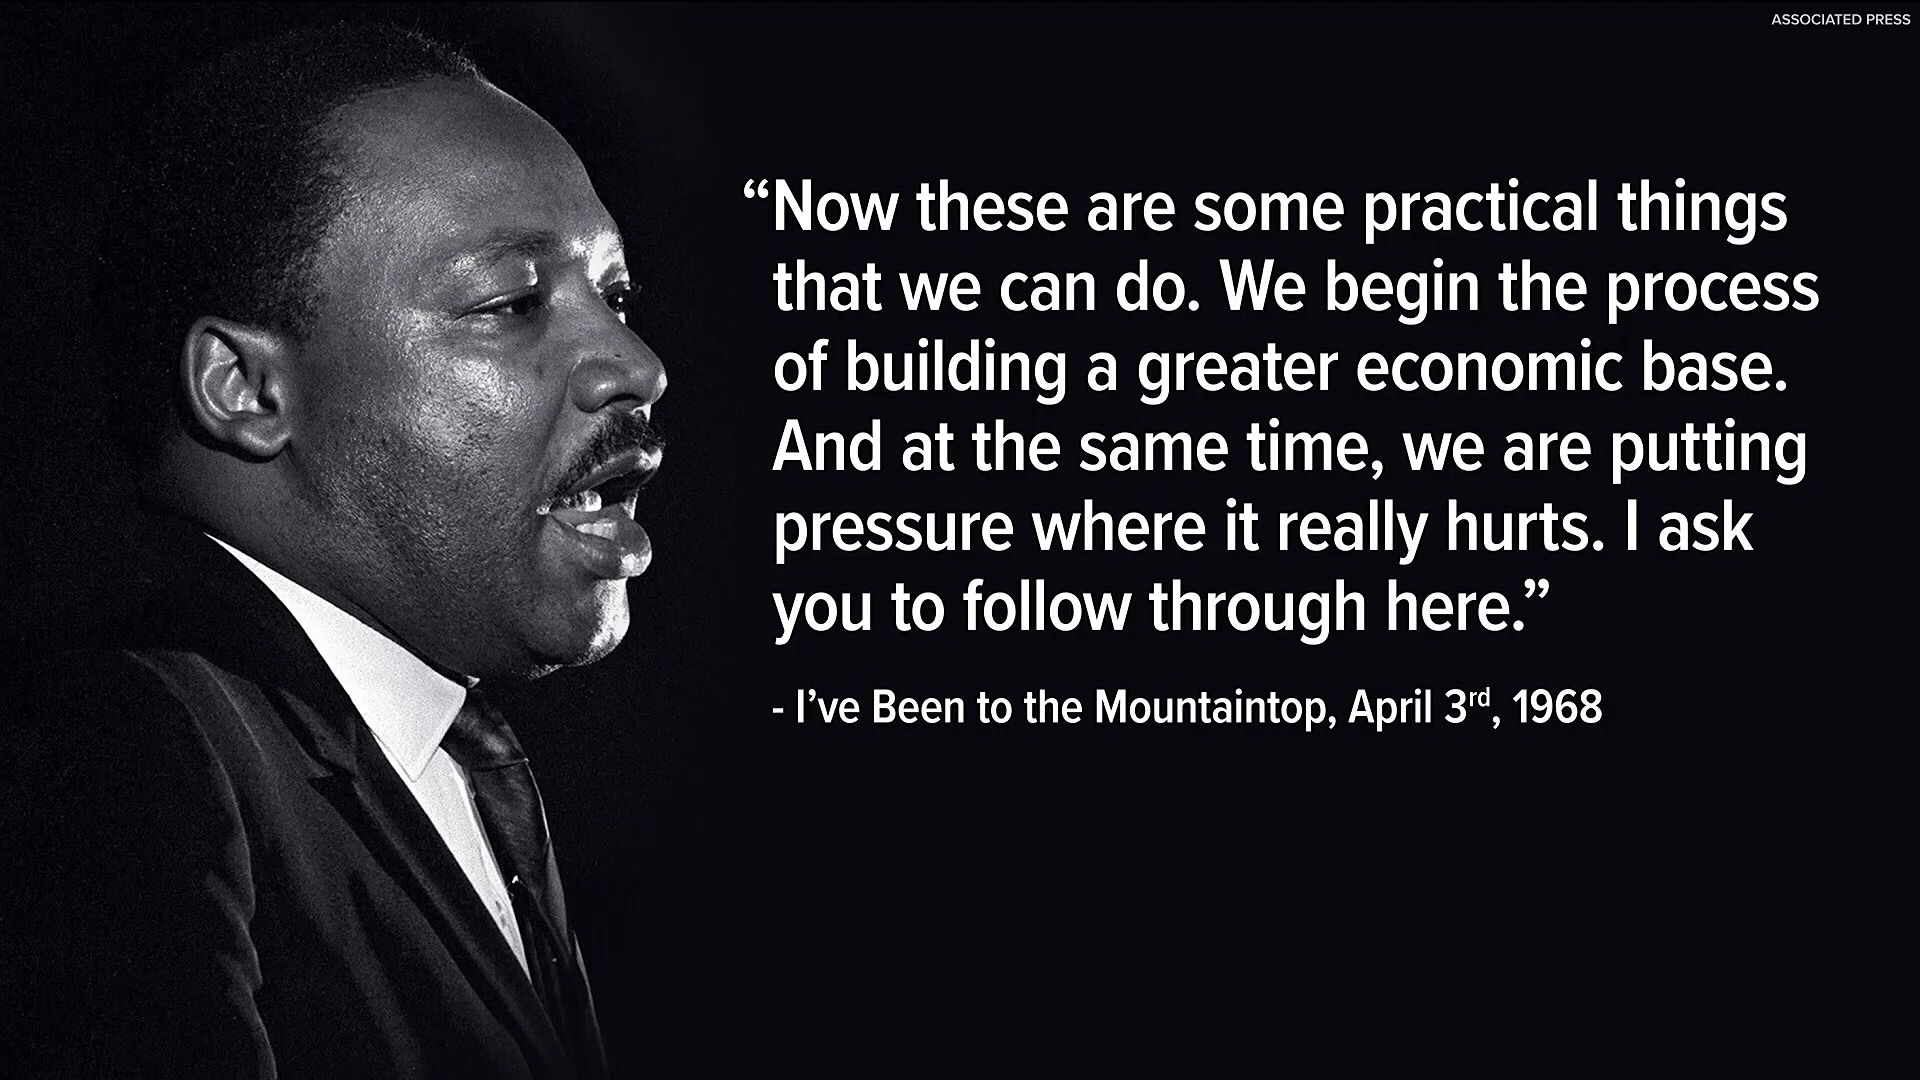 ASSOCIATED PRESS
“Now these are some practical things
that we can do. We begin the process
of building a greater economic base.
And at the same time, we are putting
pressure where it really hurts. I ask
you to follow through here.”
- I’ve Been to the Mountaintop, April 3rd, 1968